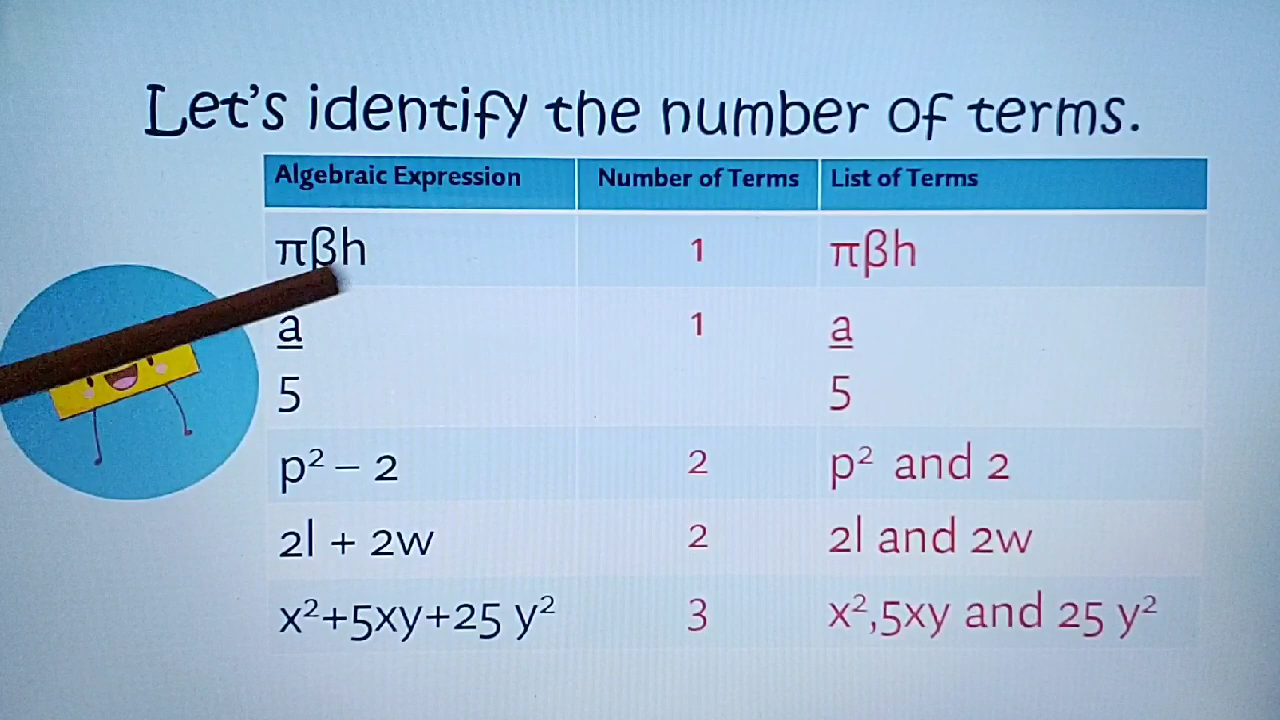 Let's identify the number of terms.
Algebraic Expression Number of Terms List of Terms
πβh 1 πβh
a 1 a
5 5
p² – 2 2 p² and 2
2l + 2w 2 2l and 2w
x²+5xy+25 y² 3 x²,5xy and 25 y²